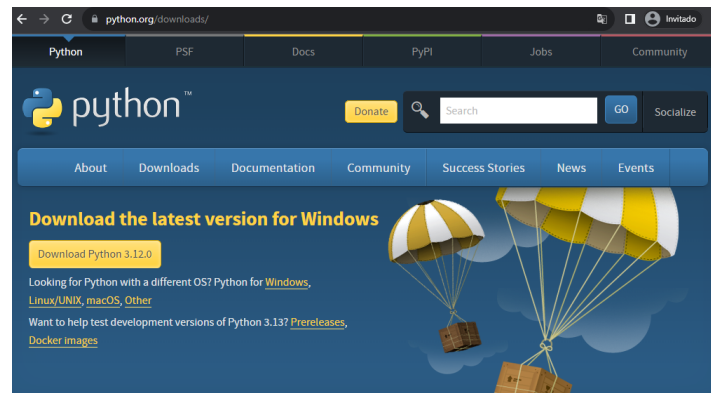 python.org/downloads/
Invitado
Python PSF Docs PyPI Jobs Community
python™
Donate Search GO Socialize
About Downloads Documentation Community Success Stories News Events
Download the latest version for Windows
Download Python 3.12.0
Looking for Python with a different OS? Python for Windows,
Linux/UNIX, macOS, Other
Want to help test development versions of Python 3.13? Prereleases,
Docker images